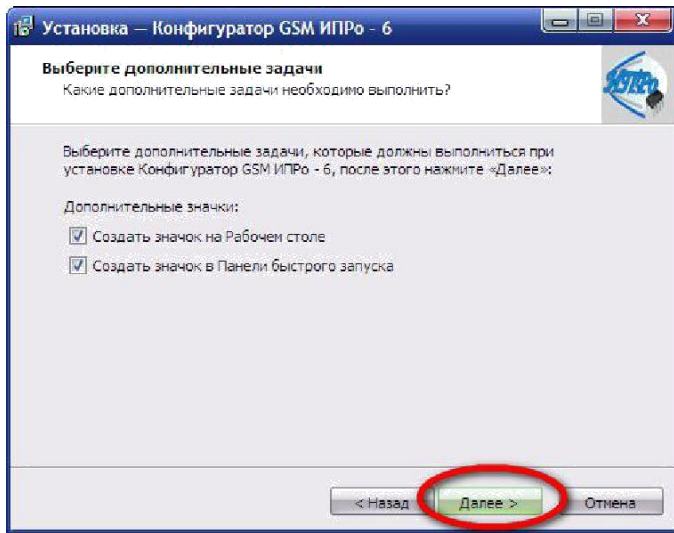 Установка — Конфигуратор GSM ИПРо - 6
Выберите дополнительные задачи
Какие дополнительные задачи необходимо выполнить?
ИПРо
Выберите дополнительные задачи, которые должны выполниться при
установке Конфигуратор GSM ИПРо - 6, после этого нажмите «Далее»:
Дополнительные значки:
Создать значок на Рабочем столе
Создать значок в Панели быстрого запуска
< Назад
Далее >
Отмена